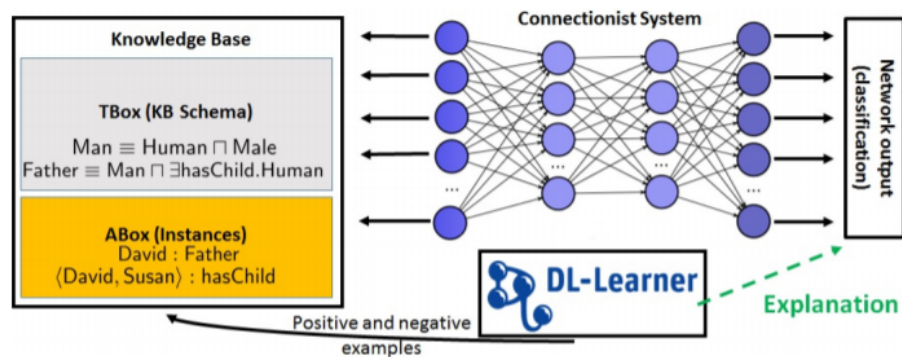 Connectionist System
Knowledge Base
TBox (KB Schema)
Man ≡ Human ⊓ Male
Father ≡ Man ⊓ ∃hasChild.Human
ABox (Instances)
David : Father
⟨David, Susan⟩ : hasChild
...
...
...
...
Network output
(classification)
DL-Learner
Explanation
Positive and negative
examples